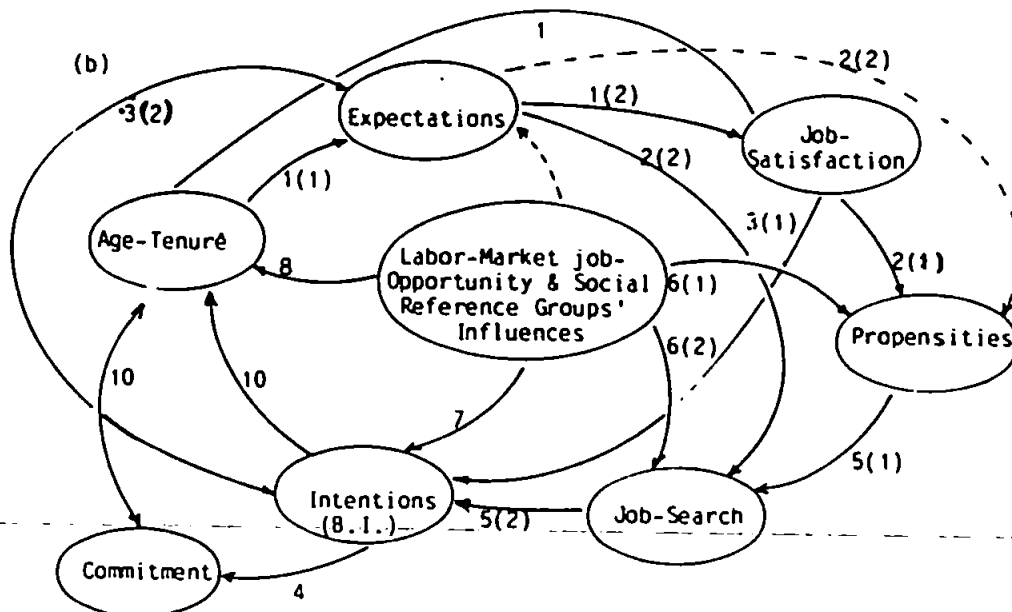 1
(b)
2(2)
3(2)
Expectations
1(2)
Job-
Satisfaction
2(2)
1(1)
3(1)
Age-Tenure
8
Labor-Market job-
Opportunity & Social
Reference Groups'
Influences
6(1)
2(1)
Propensities
6(2)
10
10
7
5(1)
Intentions
(8.I.)
5(2)
Job-Search
Commitment
4